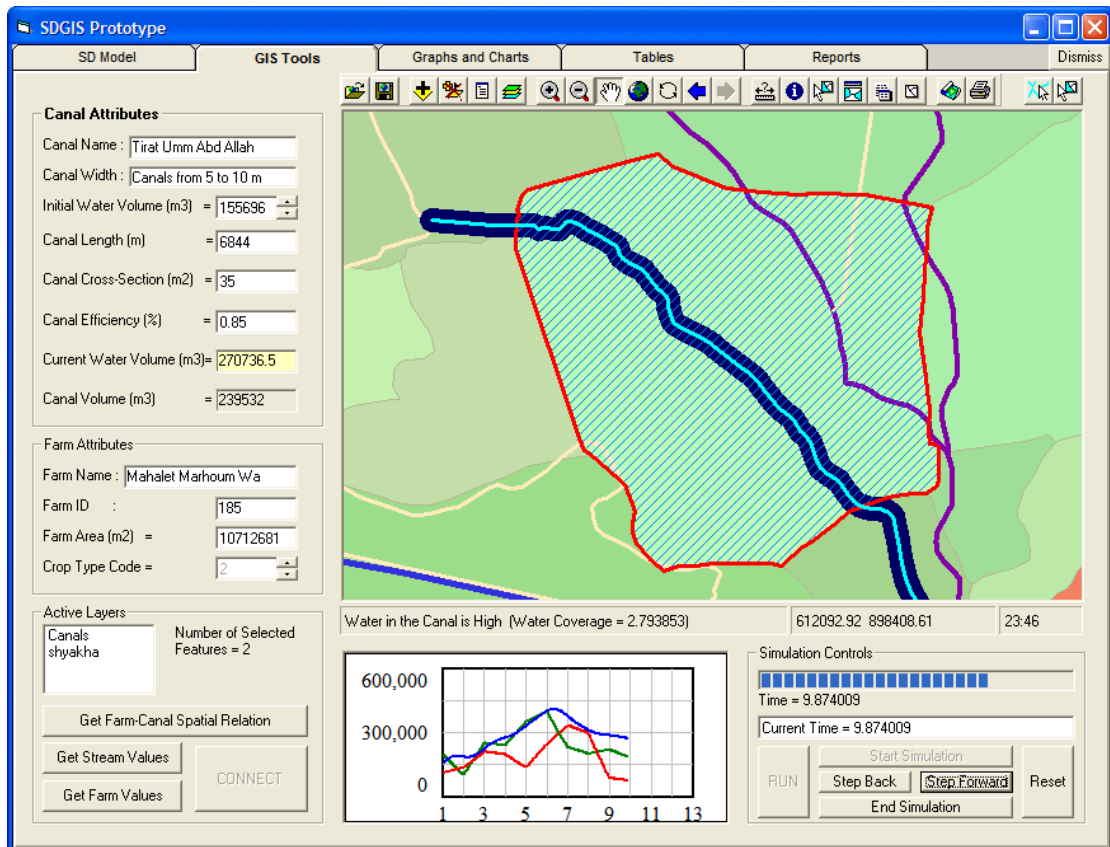 SDGIS Prototype
SD Model GIS Tools Graphs and Charts Tables Reports Dismiss
Canal Attributes
Canal Name : Tirat Umm Abd Allah
Canal Width : Canals from 5 to 10 m
Initial Water Volume (m3) = 155696
Canal Length (m) = 6844
Canal Cross-Section (m2) = 35
Canal Efficiency (%) = 0.85
Current Water Volume (m3)= 270736.5
Canal Volume (m3) = 239532
Farm Attributes
Farm Name : Mahalet Marhoum Wa
Farm ID : 185
Farm Area (m2) = 10712681
Crop Type Code = 2
Active Layers
Canals
shyakha
Number of Selected
Features = 2
Get Farm-Canal Spatial Relation
Get Stream Values
Get Farm Values
CONNECT
Water in the Canal is High (Water Coverage = 2.793853) 612092.92 898408.61 23:46
600,000
300,000
0
1 3 5 7 9 11 13
Simulation Controls
Time = 9.874009
Current Time = 9.874009
RUN
Start Simulation
Step Back Step Forward
End Simulation
Reset